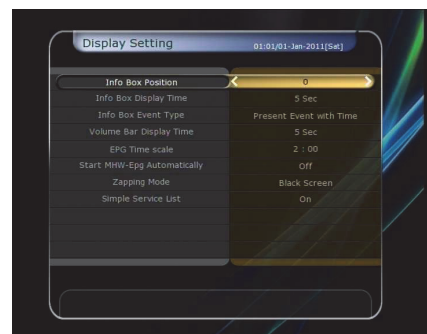 Display Setting 01:01/01-Jan-2011[Sat]
Info Box Position 0
Info Box Display Time 5 Sec
Info Box Event Type Present Event with Time
Volume Bar Display Time 5 Sec
EPG Time scale 2 : 00
Start MHW-Epg Automatically Off
Zapping Mode Black Screen
Simple Service List On